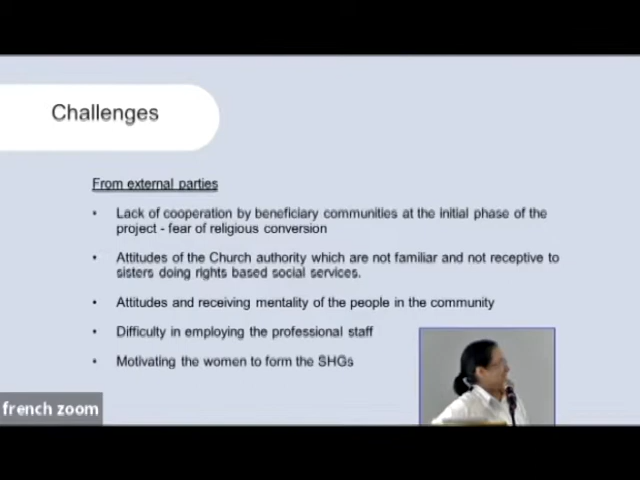 Challenges
From external parties
• Lack of cooperation by beneficiary communities at the initial phase of the
project - fear of religious conversion
• Attitudes of the Church authority which are not familiar and not receptive to
sisters doing rights based social services.
• Attitudes and receiving mentality of the people in the community
• Difficulty in employing the professional staff
• Motivating the women to form the SHGs
french zoom